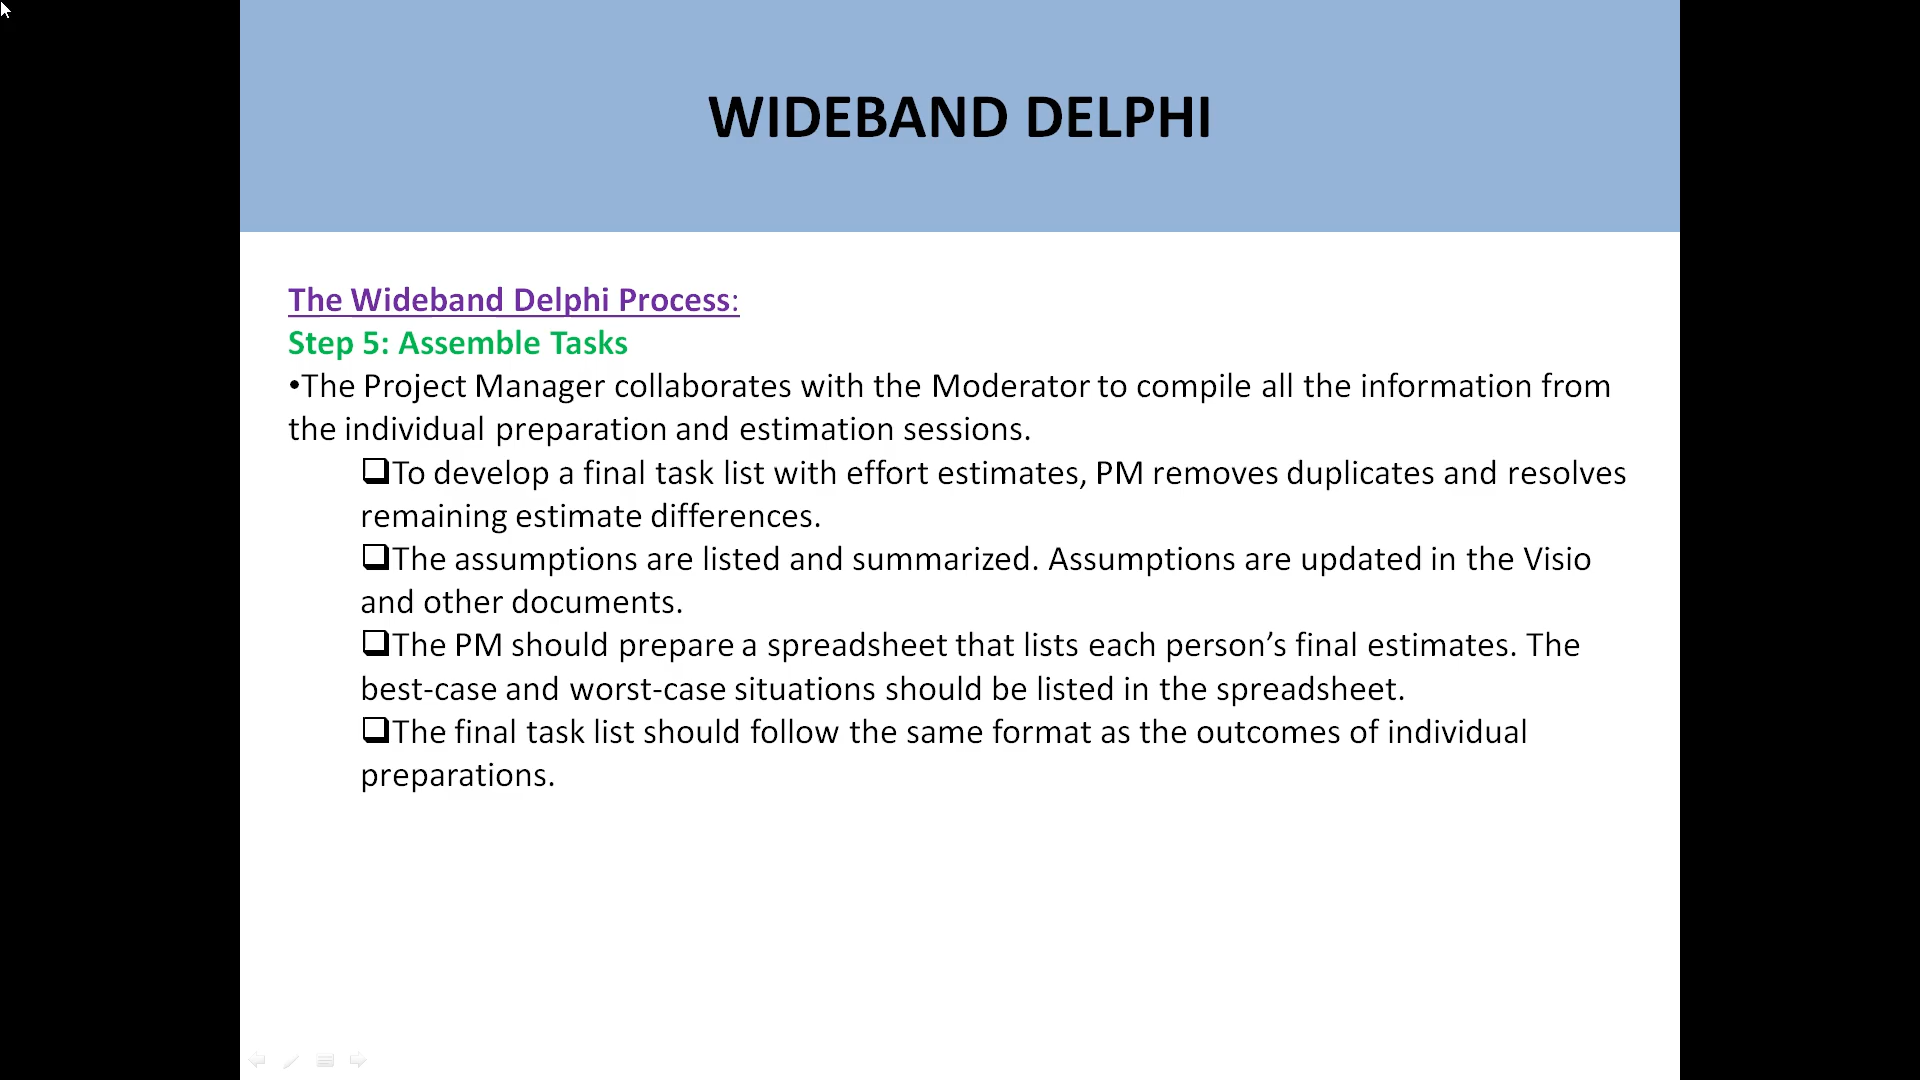 WIDEBAND DELPHI
The Wideband Delphi Process:
Step 5: Assemble Tasks
•The Project Manager collaborates with the Moderator to compile all the information from
the individual preparation and estimation sessions.
❑To develop a final task list with effort estimates, PM removes duplicates and resolves
remaining estimate differences.
❑The assumptions are listed and summarized. Assumptions are updated in the Visio
and other documents.
❑The PM should prepare a spreadsheet that lists each person’s final estimates. The
best-case and worst-case situations should be listed in the spreadsheet.
❑The final task list should follow the same format as the outcomes of individual
preparations.